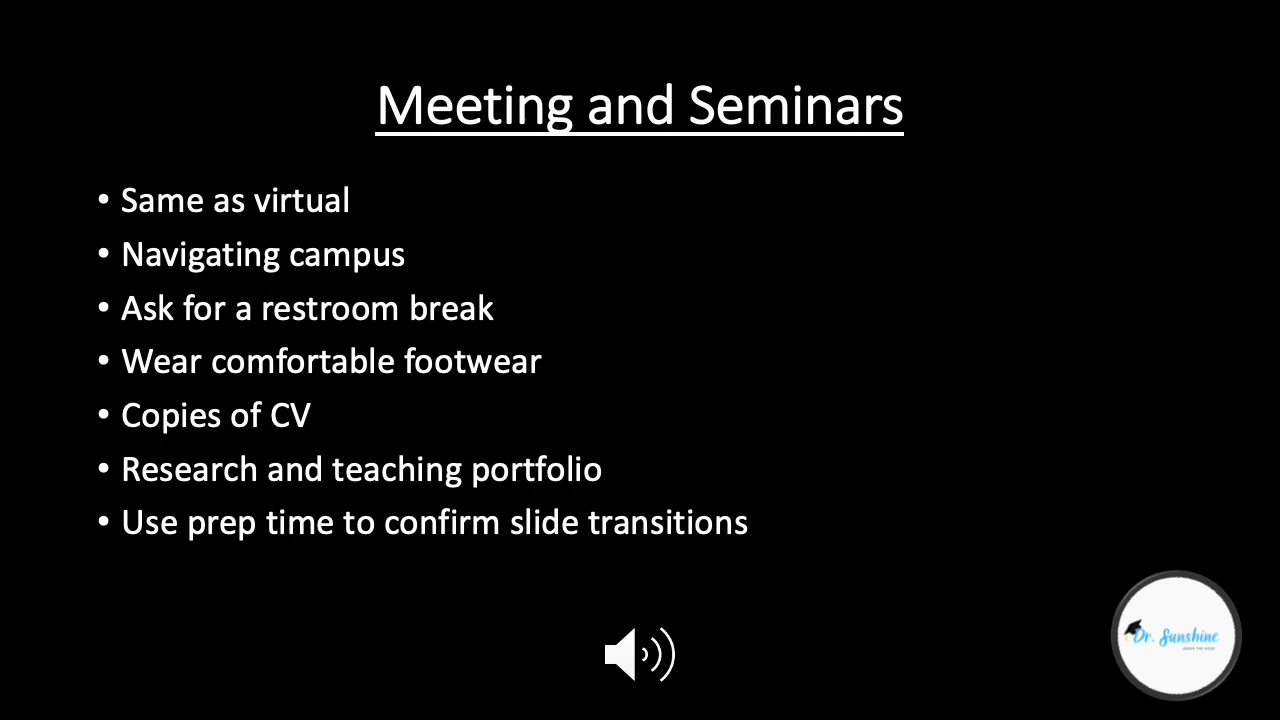 Meeting and Seminars
• Same as virtual
• Navigating campus
• Ask for a restroom break
• Wear comfortable footwear
• Copies of CV
• Research and teaching portfolio
• Use prep time to confirm slide transitions
Dr. Sunshine